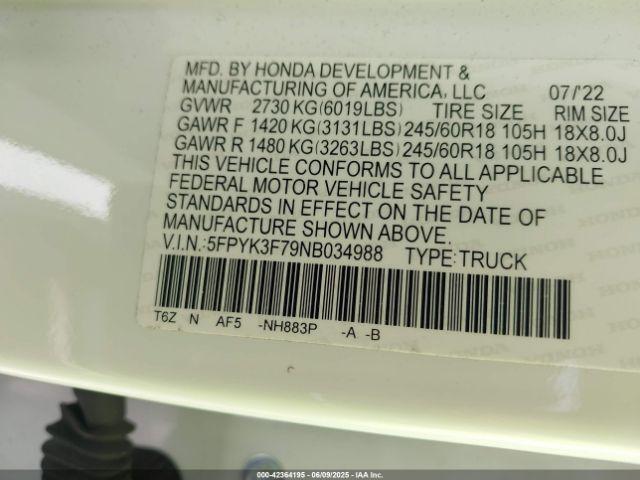 MFD. BY HONDA DEVELOPMENT &
MANUFACTURING OF AMERICA, LLC 07/'22
GVWR 2730 KG(6019LBS) TIRE SIZE RIM SIZE
GAWR F 1420 KG(3131LBS) 245/60R18 105H 18X8.0J
GAWR R 1480 KG(3263LBS) 245/60R18 105H 18X8.0J
THIS VEHICLE CONFORMS TO ALL APPLICABLE
FEDERAL MOTOR VEHICLE SAFETY
STANDARDS IN EFFECT ON THE DATE OF
MANUFACTURE SHOWN ABOVE.
V.I.N.:5FPYK3F79NB034988 TYPE:TRUCK
T6Z N AF5 -NH883P -A -B
000-42364195 - 06/09/2025 - IAAI Inc.